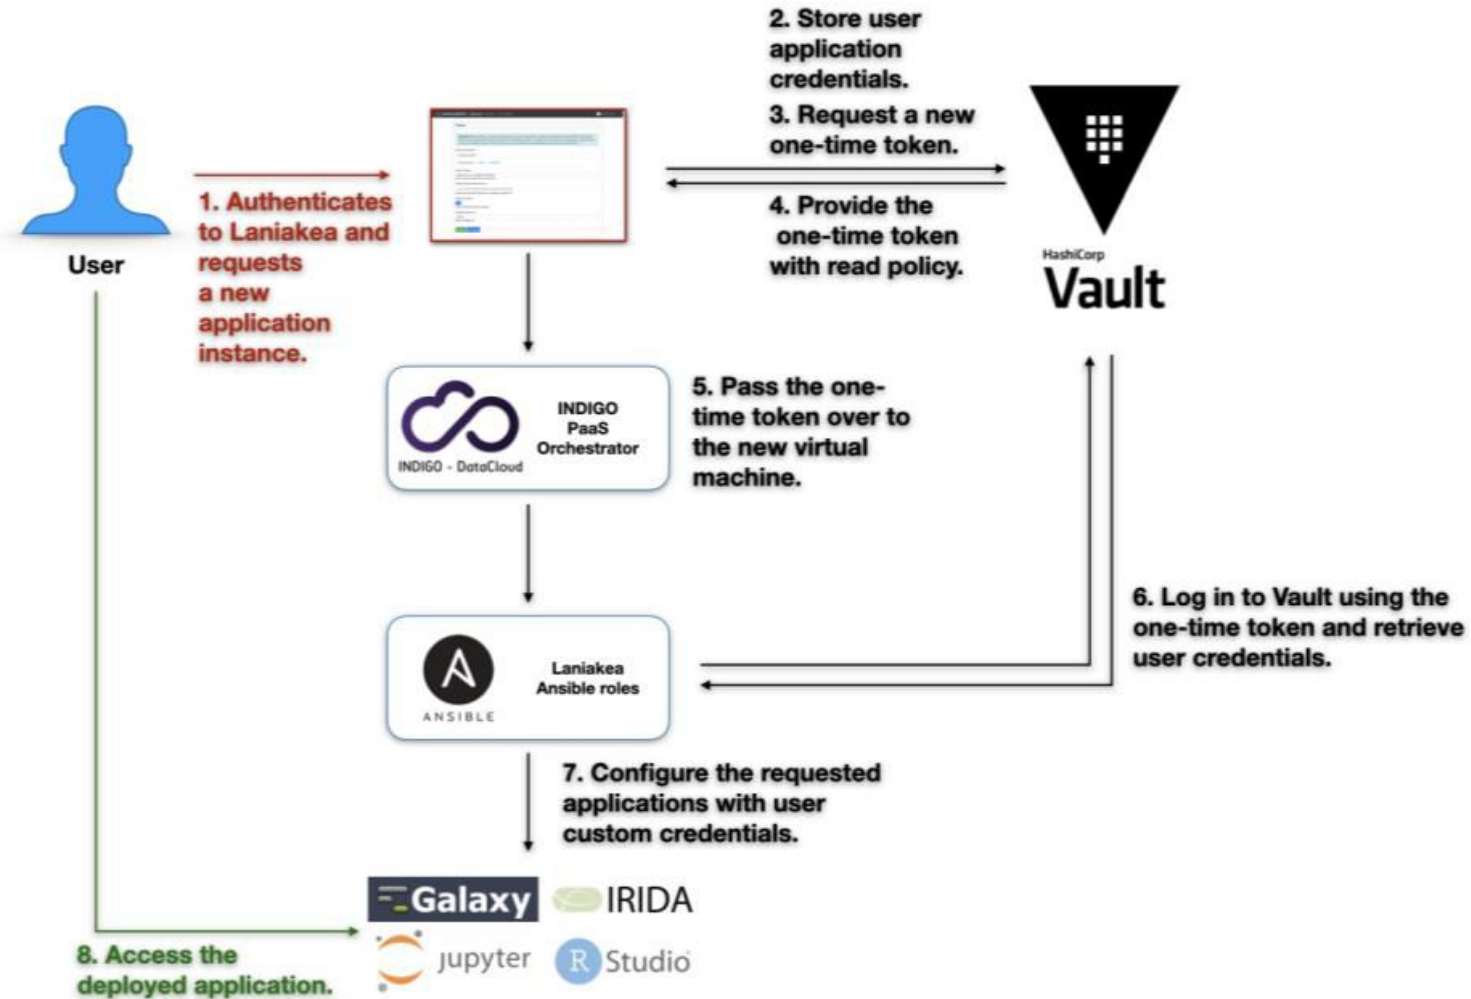 2. Store user
application
credentials.
3. Request a new
one-time token.
4. Provide the
one-time token
with read policy.
HashiCorp
Vault
User
1. Authenticates
to Laniakea and
requests
a new
application
instance.
INDIGO - DataCloud
INDIGO
PaaS
Orchestrator
5. Pass the one-
time token over to
the new virtual
machine.
6. Log in to Vault using the
one-time token and retrieve
user credentials.
ANSIBLE
Laniakea
Ansible roles
7. Configure the requested
applications with user
custom credentials.
Galaxy
IRIDA
jupyter
R Studio
8. Access the
deployed application.